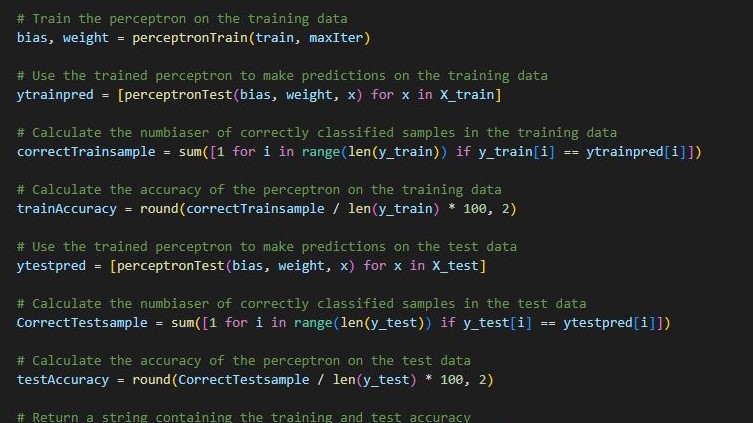 # Train the perceptron on the training data
bias, weight = perceptronTrain(train, maxIter)
# Use the trained perceptron to make predictions on the training data
ytrainpred = [perceptronTest(bias, weight, x) for x in X_train]
# Calculate the numbiaser of correctly classified samples in the training data
correctTrainsample = sum([1 for i in range(len(y_train)) if y_train[i] == ytrainpred[i]])
# Calculate the accuracy of the perceptron on the training data
trainAccuracy = round(correctTrainsample / len(y_train) * 100, 2)
# Use the trained perceptron to make predictions on the test data
ytestpred = [perceptronTest(bias, weight, x) for x in X_test]
# Calculate the numbiaser of correctly classified samples in the test data
CorrectTestsample = sum([1 for i in range(len(y_test)) if y_test[i] == ytestpred[i]])
# Calculate the accuracy of the perceptron on the test data
testAccuracy = round(CorrectTestsample / len(y_test) * 100, 2)
# Return a string containing the training and test accuracy